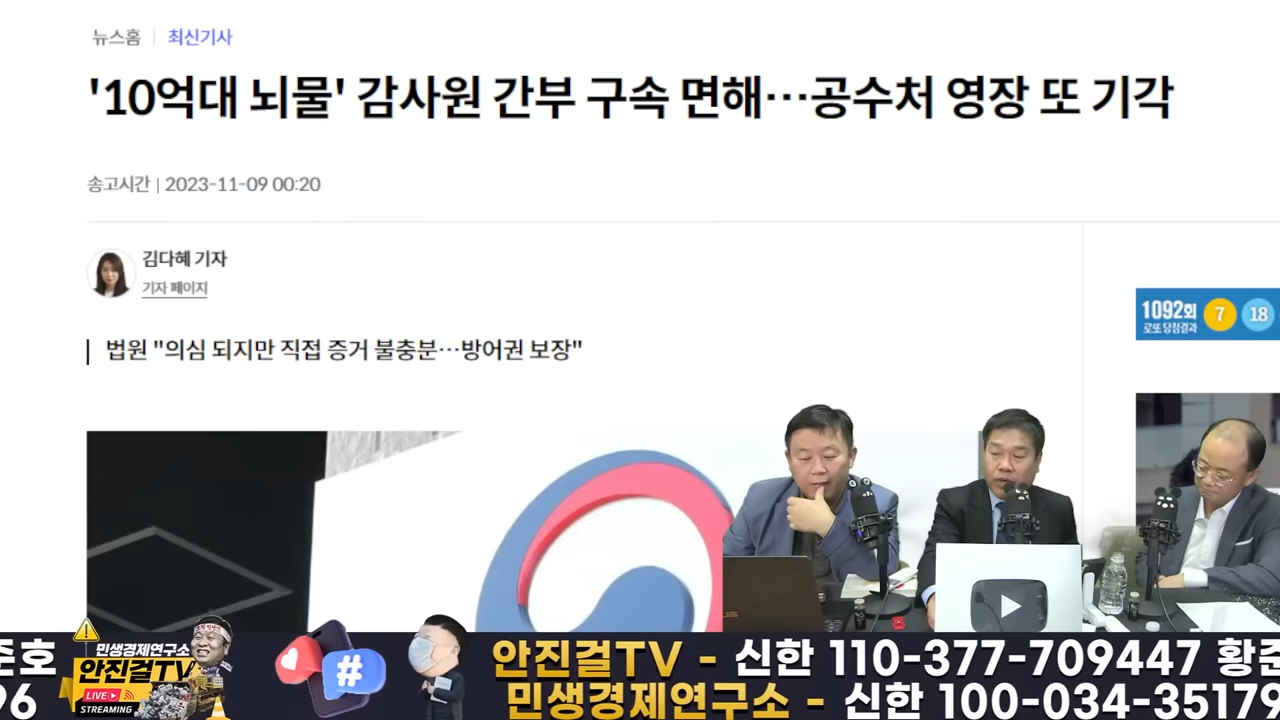 뉴스홈 | 최신기사
'10억대 뇌물' 감사원 간부 구속 면해…공수처 영장 또 기각
송고시간 | 2023-11-09 00:20
김다혜 기자
기자 페이지
법원 "의심 되지만 직접 증거 불충분…방어권 보장"
1092회 7 18
로또 당첨결과
준호
96
민생경제연구소
안진걸TV
LIVE
STREAMING
#
안진걸TV - 신한 110-377-709447 황준
민생경제연구소 - 신한 100-034-35179